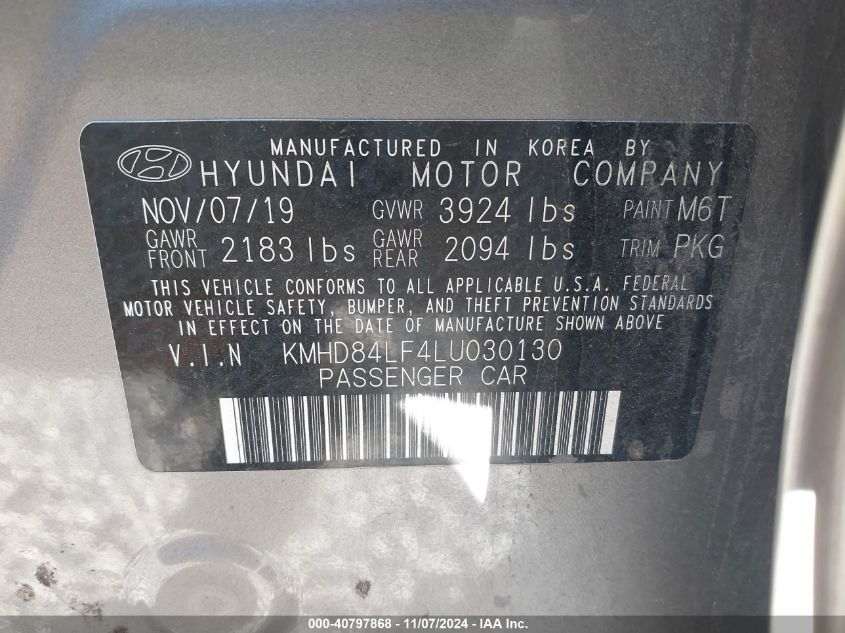 MANUFACTURED IN KOREA BY
HYUNDAI MOTOR COMPANY
NOV/07/19 GVWR 3924 lbs PAINT M6T
GAWR FRONT 2183 lbs GAWR REAR 2094 lbs TRIM PKG
THIS VEHICLE CONFORMS TO ALL APPLICABLE U.S.A. FEDERAL
MOTOR VEHICLE SAFETY, BUMPER, AND THEFT PREVENTION STANDARDS
IN EFFECT ON THE DATE OF MANUFACTURE SHOWN ABOVE
V.I.N KMHD84LF4LU030130
PASSENGER CAR
000-40797868 - 11/07/2024 - IAA Inc.